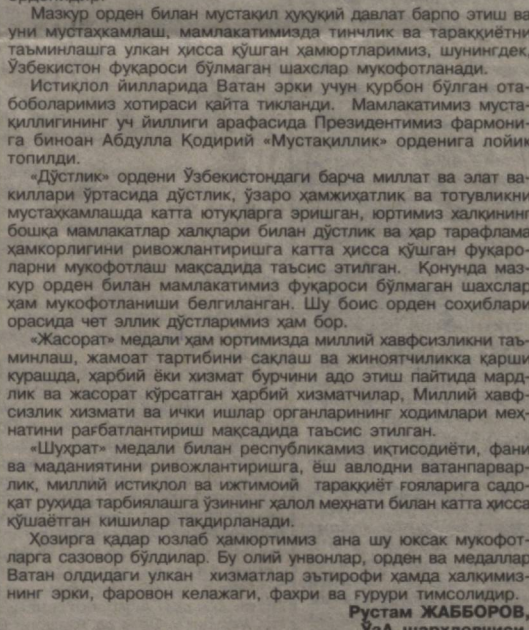 Мазкур орден билан мустақил ҳуқуқий давлат барпо этиш ва
уни мустаҳкамлаш, мамлакатимизда тинчлик ва тараққиётни
таъминлашга улкан ҳисса қўшган ҳамюртларимиз, шунингдек,
Ўзбекистон фуқароси бўлмаган шахслар мукофотланади.
Истиқлол йилларида Ватан эрки учун қурбон бўлган ота-
боболаримиз хотираси қайта тикланди. Мамлакатимиз муста-
қиллигининг уч йиллиги арафасида Президентимиз фармони-
га биноан Абдулла Қодирий «Мустақиллик» орденига лойиқ
топилди.
«Дўстлик» ордени Ўзбекистондаги барча миллат ва элат ва-
киллари ўртасида дўстлик, ўзаро ҳамжиҳатлик ва тотувликни
мустаҳкамлашда катта ютуқларга эришган, юртимиз халқининг
бошқа мамлакатлар халқлари билан дўстлик ва ҳар тарафлама
ҳамкорлигини ривожлантиришга катта ҳисса қўшган фуқаро-
ларни мукофотлаш мақсадида таъсис этилган. Қонунда маз-
кур орден билан мамлакатимиз фуқароси бўлмаган шахслар
ҳам мукофотланиши белгиланган. Шу боис орден соҳиблари
орасида чет эллик дўстларимиз ҳам бор.
«Жасорат» медали ҳам юртимизда миллий хавфсизликни таъ-
минлаш, жамоат тартибини сақлаш ва жиноятчиликка қарши
курашда, ҳарбий ёки хизмат бурчини адо этиш пайтида мард-
лик ва жасорат кўрсатган ҳарбий хизматчилар, Миллий хавф-
сизлик хизмати ва ички ишлар органларининг ходимлари меҳ-
натини рағбатлантириш мақсадида таъсис этилган.
«Шуҳрат» медали билан республикамиз иқтисодиёти, фани
ва маданиятини ривожлантиришга, ёш авлодни ватанпарвар-
лик, миллий истиқлол ва ижтимоий тараққиёт ғояларига садо-
қат руҳида тарбиялашга ўзининг ҳалол меҳнати билан катта ҳисса
қўшаётган кишилар тақдирланади.
Ҳозирга қадар юзлаб ҳамюртимиз ана шу юксак мукофот-
ларга сазовор бўлдилар. Бу олий унвонлар, орден ва медаллар
Ватан олдидаги улкан хизматлар эътирофи ҳамда халқимиз-
нинг эрки, фаровон келажаги, фахри ва ғурури тимсолидир.
Рустам ЖАББОРОВ,